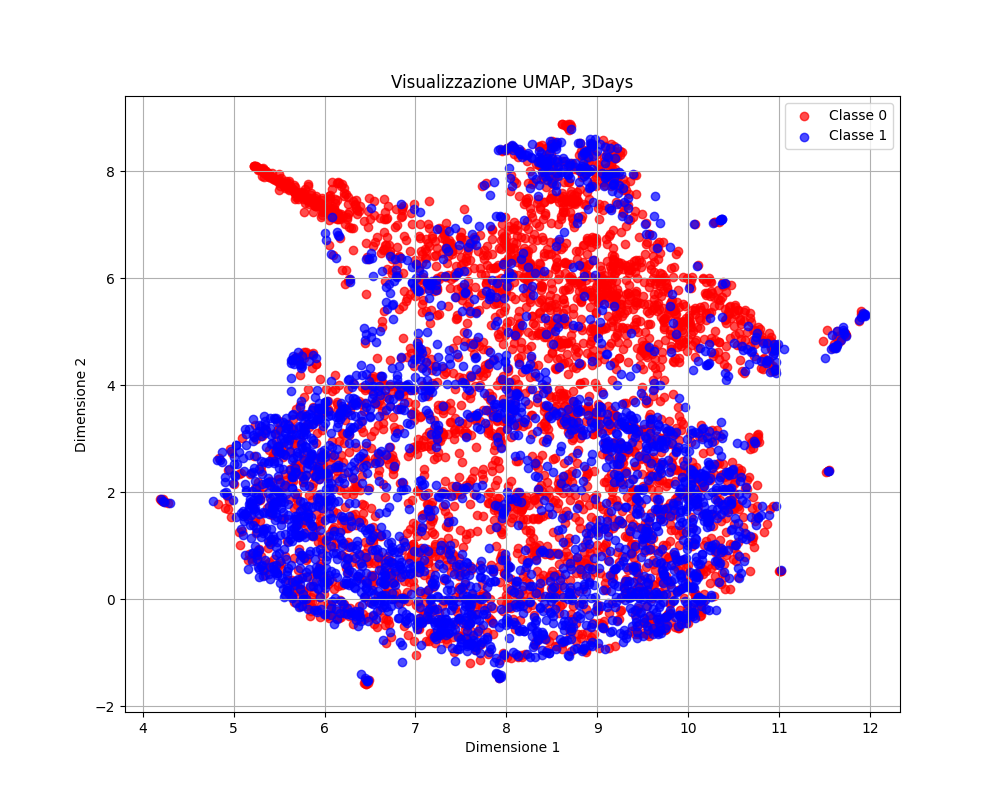 Visualizzazione UMAP, 3Days
Classe 0
Classe 1
Dimensione 2
8
6
4
2
0
−2
4 5 6 7 8 9 10 11 12
Dimensione 1